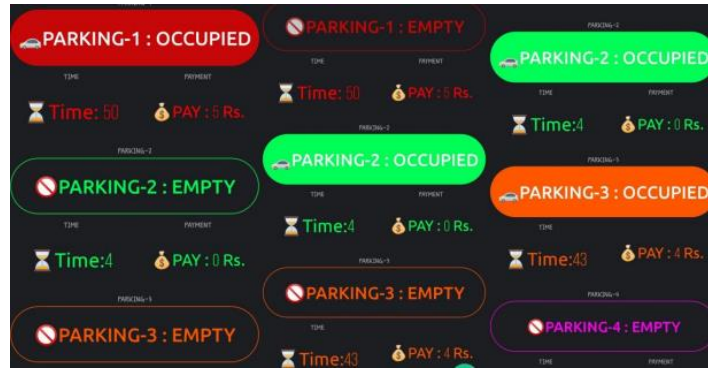 PARKING-1
PARKING-1 : OCCUPIED
TIME PAYMENT
Time: 50 PAY : 5 Rs.
PARKING-2
PARKING-2 : EMPTY
TIME PAYMENT
Time:4 PAY : 0 Rs.
PARKING-3
PARKING-3 : EMPTY
PARKING-1 : EMPTY
TIME PAYMENT
Time: 50 PAY : 5 Rs.
PARKING-2
PARKING-2 : OCCUPIED
TIME PAYMENT
Time:4 PAY : 0 Rs.
PARKING-3
PARKING-3 : EMPTY
TIME PAYMENT
Time:43 PAY : 4 Rs.
PARKING-2
PARKING-2 : OCCUPIED
TIME PAYMENT
Time:4 PAY : 0 Rs.
PARKING-3
PARKING-3 : OCCUPIED
TIME PAYMENT
Time:43 PAY : 4 Rs.
PARKING-4
PARKING-4 : EMPTY
TIME PAYMENT